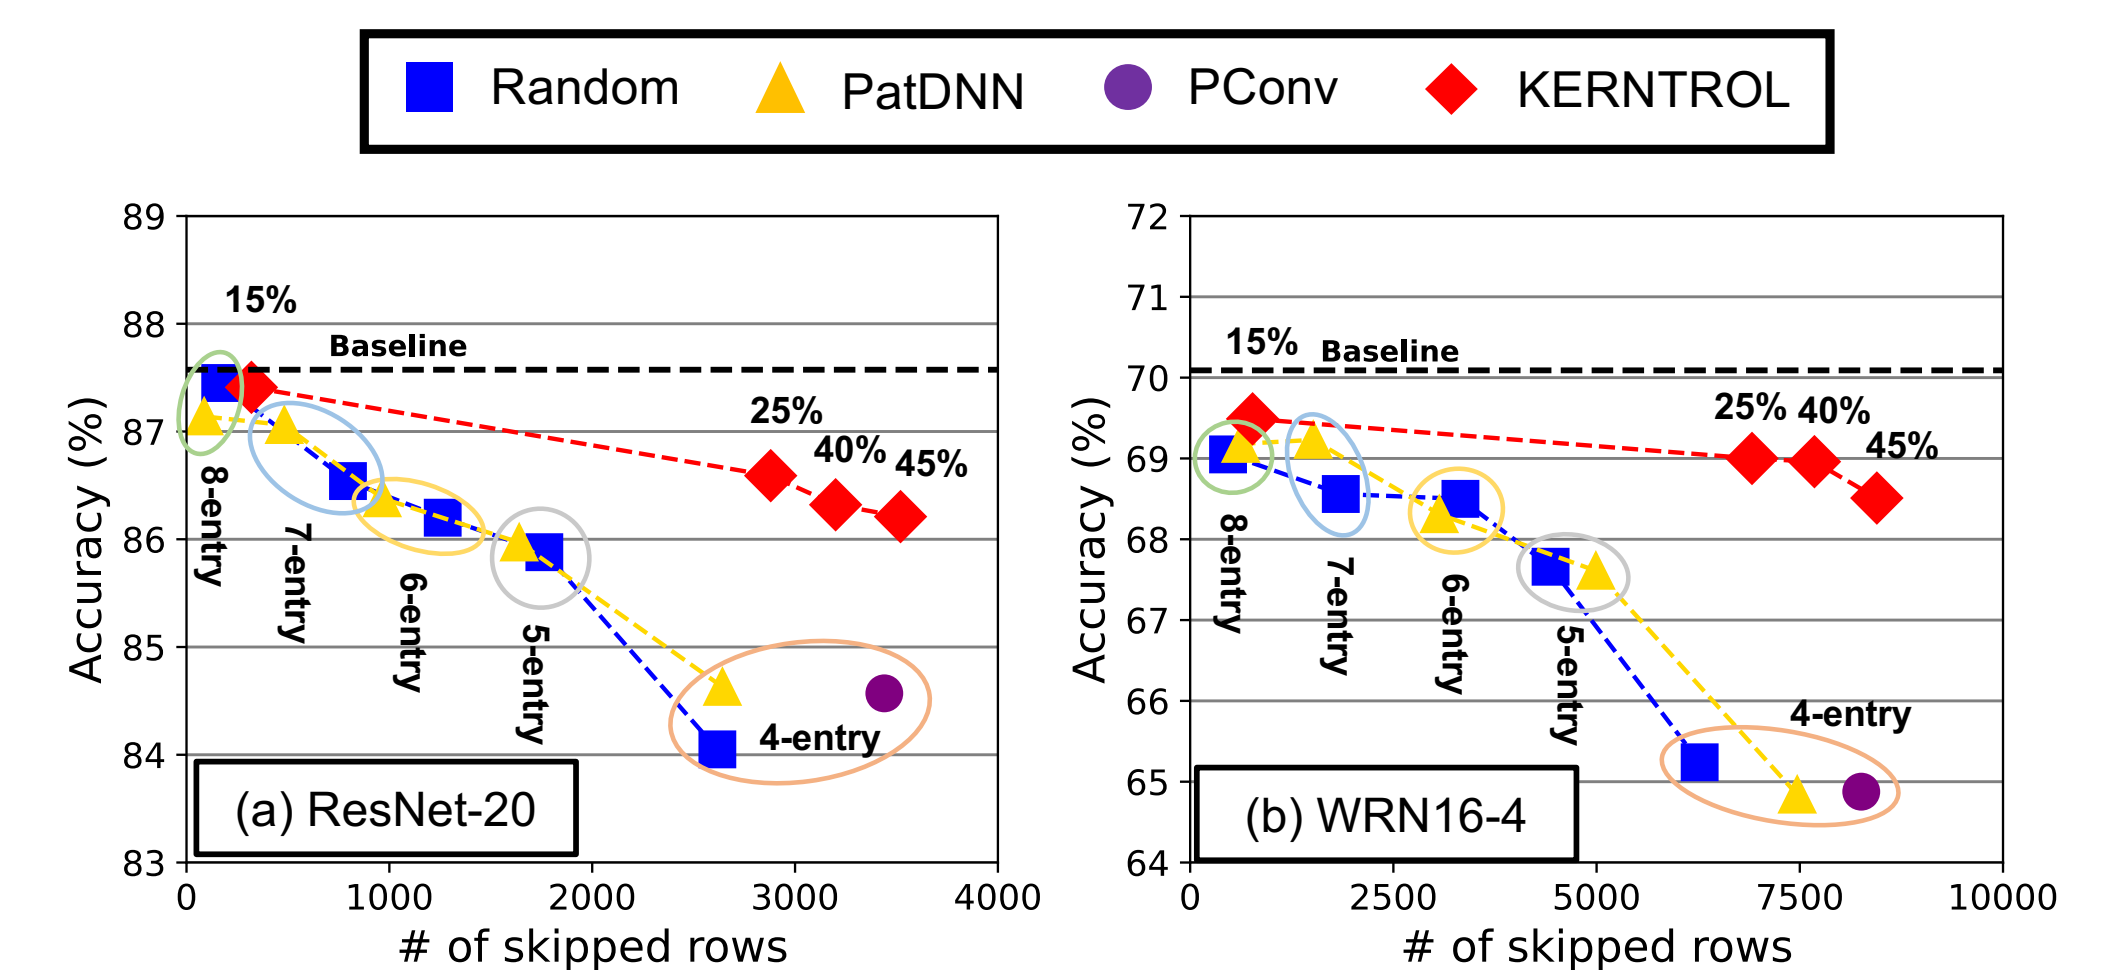 Random PatDNN PConv KERNTROL
89
88
87
86
85
84
83
0 1000 2000 3000 4000
Accuracy (%)
# of skipped rows
15%
Baseline
25%
40%
45%
8-entry
7-entry
6-entry
5-entry
4-entry
(a) ResNet-20
72
71
70
69
68
67
66
65
64
0 2500 5000 7500 10000
Accuracy (%)
# of skipped rows
15%
Baseline
25%
40%
45%
8-entry
7-entry
6-entry
5-entry
4-entry
(b) WRN16-4